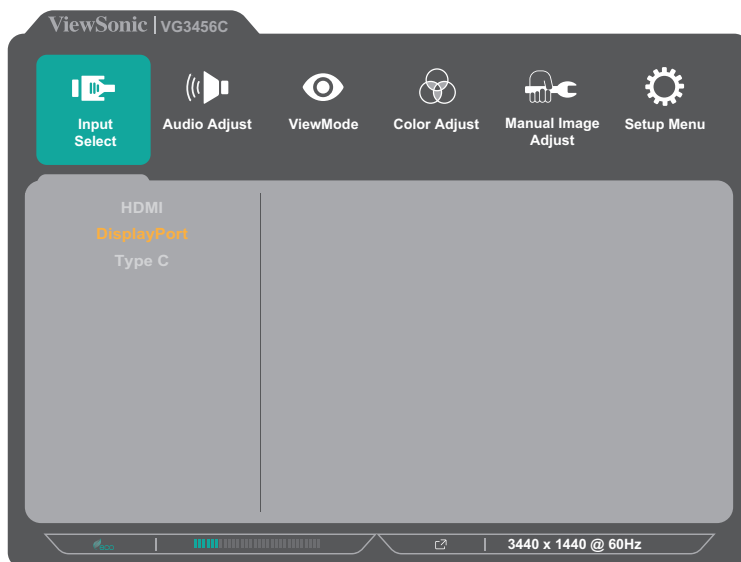 ViewSonic | VG3456C
Input
Select
Audio Adjust
ViewMode
Color Adjust
Manual Image
Adjust
Setup Menu
HDMI
DisplayPort
Type C
eco
3440 x 1440 @ 60Hz